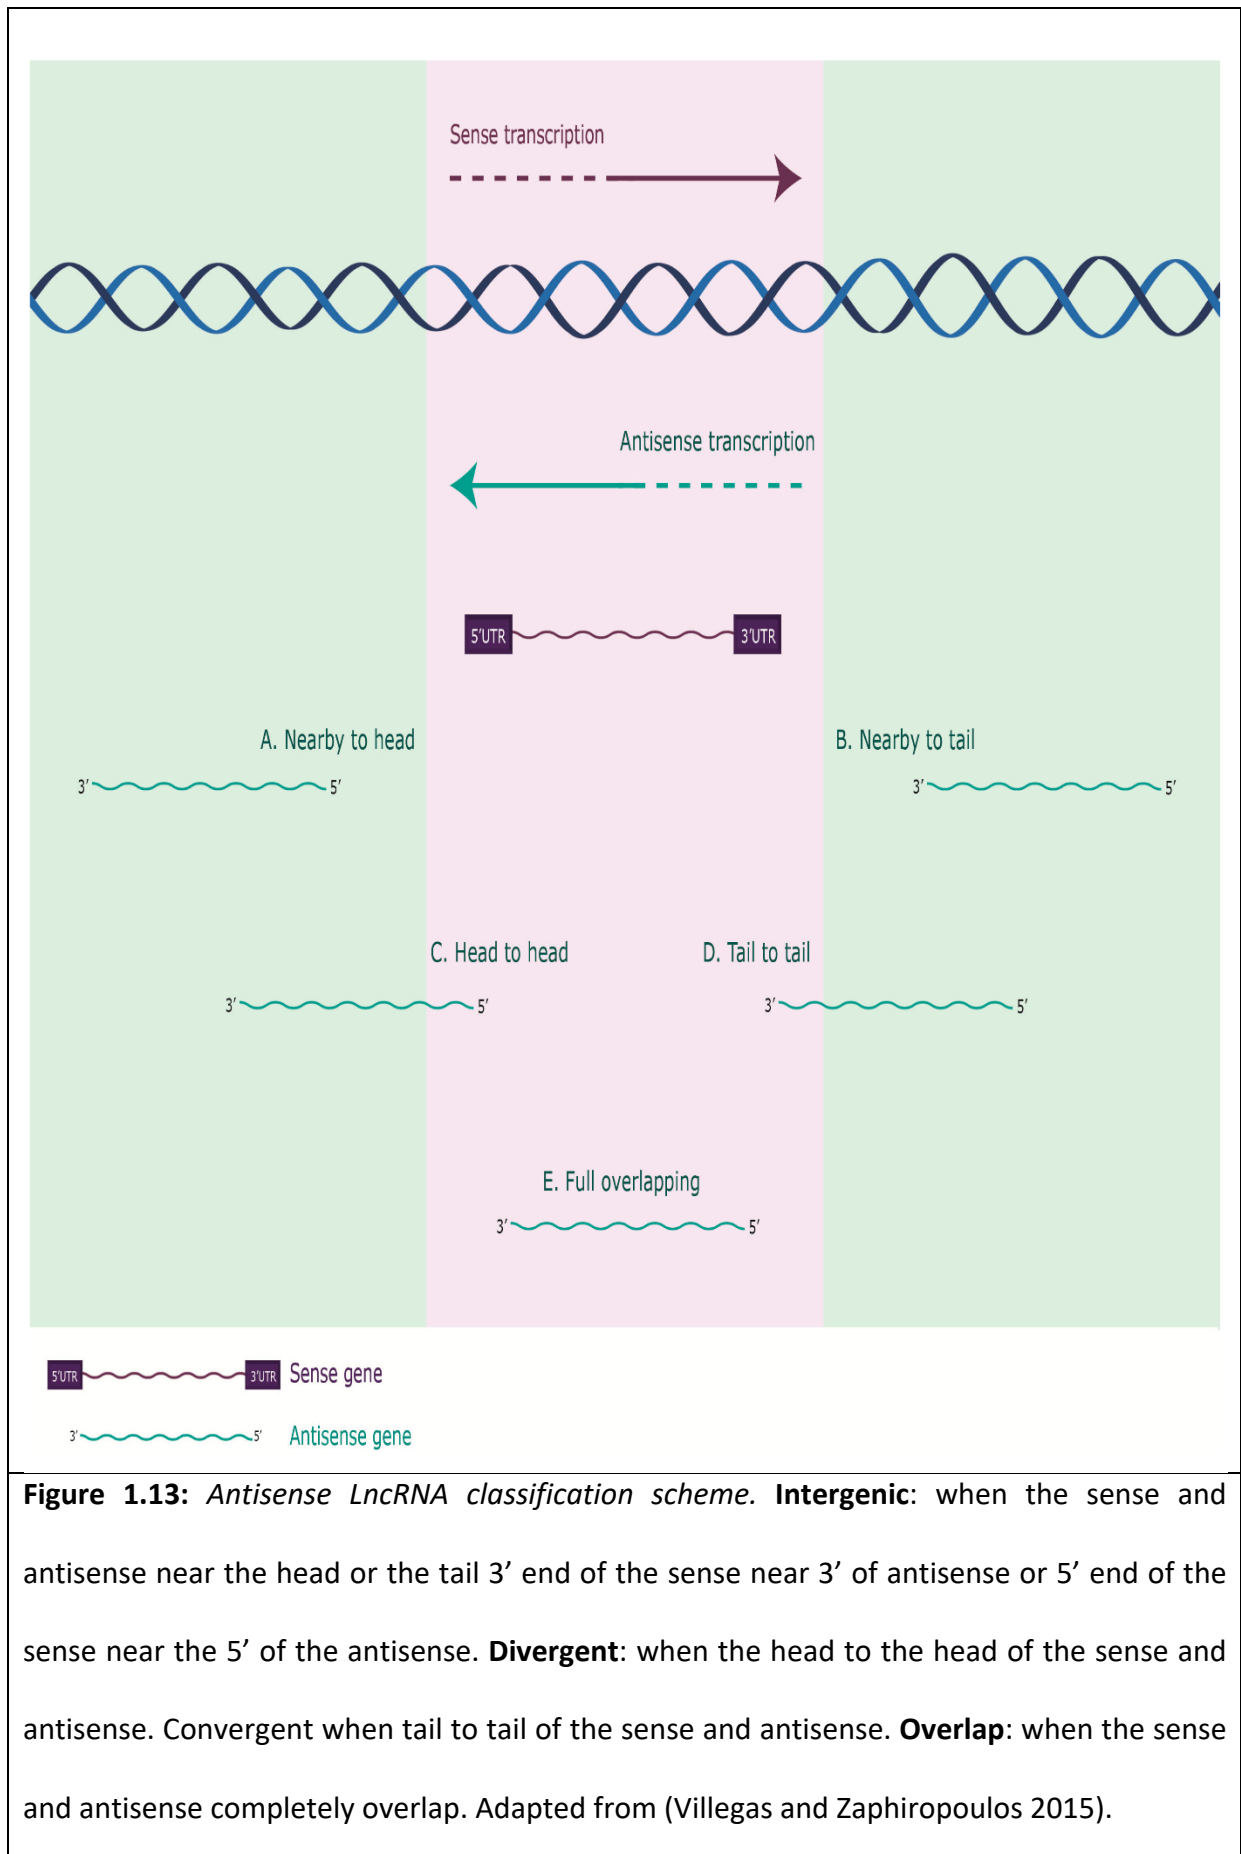 Sense transcription
Antisense transcription
5'UTR 3'UTR
A. Nearby to head B. Nearby to tail
3' 5' 3' 5'
C. Head to head D. Tail to tail
3' 5' 3' 5'
E. Full overlapping
3' 5'
5'UTR 3'UTR Sense gene
3' 5' Antisense gene
Figure 1.13: Antisense LncRNA classification scheme. Intergenic: when the sense and
antisense near the head or the tail 3’ end of the sense near 3’ of antisense or 5’ end of the
sense near the 5’ of the antisense. Divergent: when the head to the head of the sense and
antisense. Convergent when tail to tail of the sense and antisense. Overlap: when the sense
and antisense completely overlap. Adapted from (Villegas and Zaphiropoulos 2015).